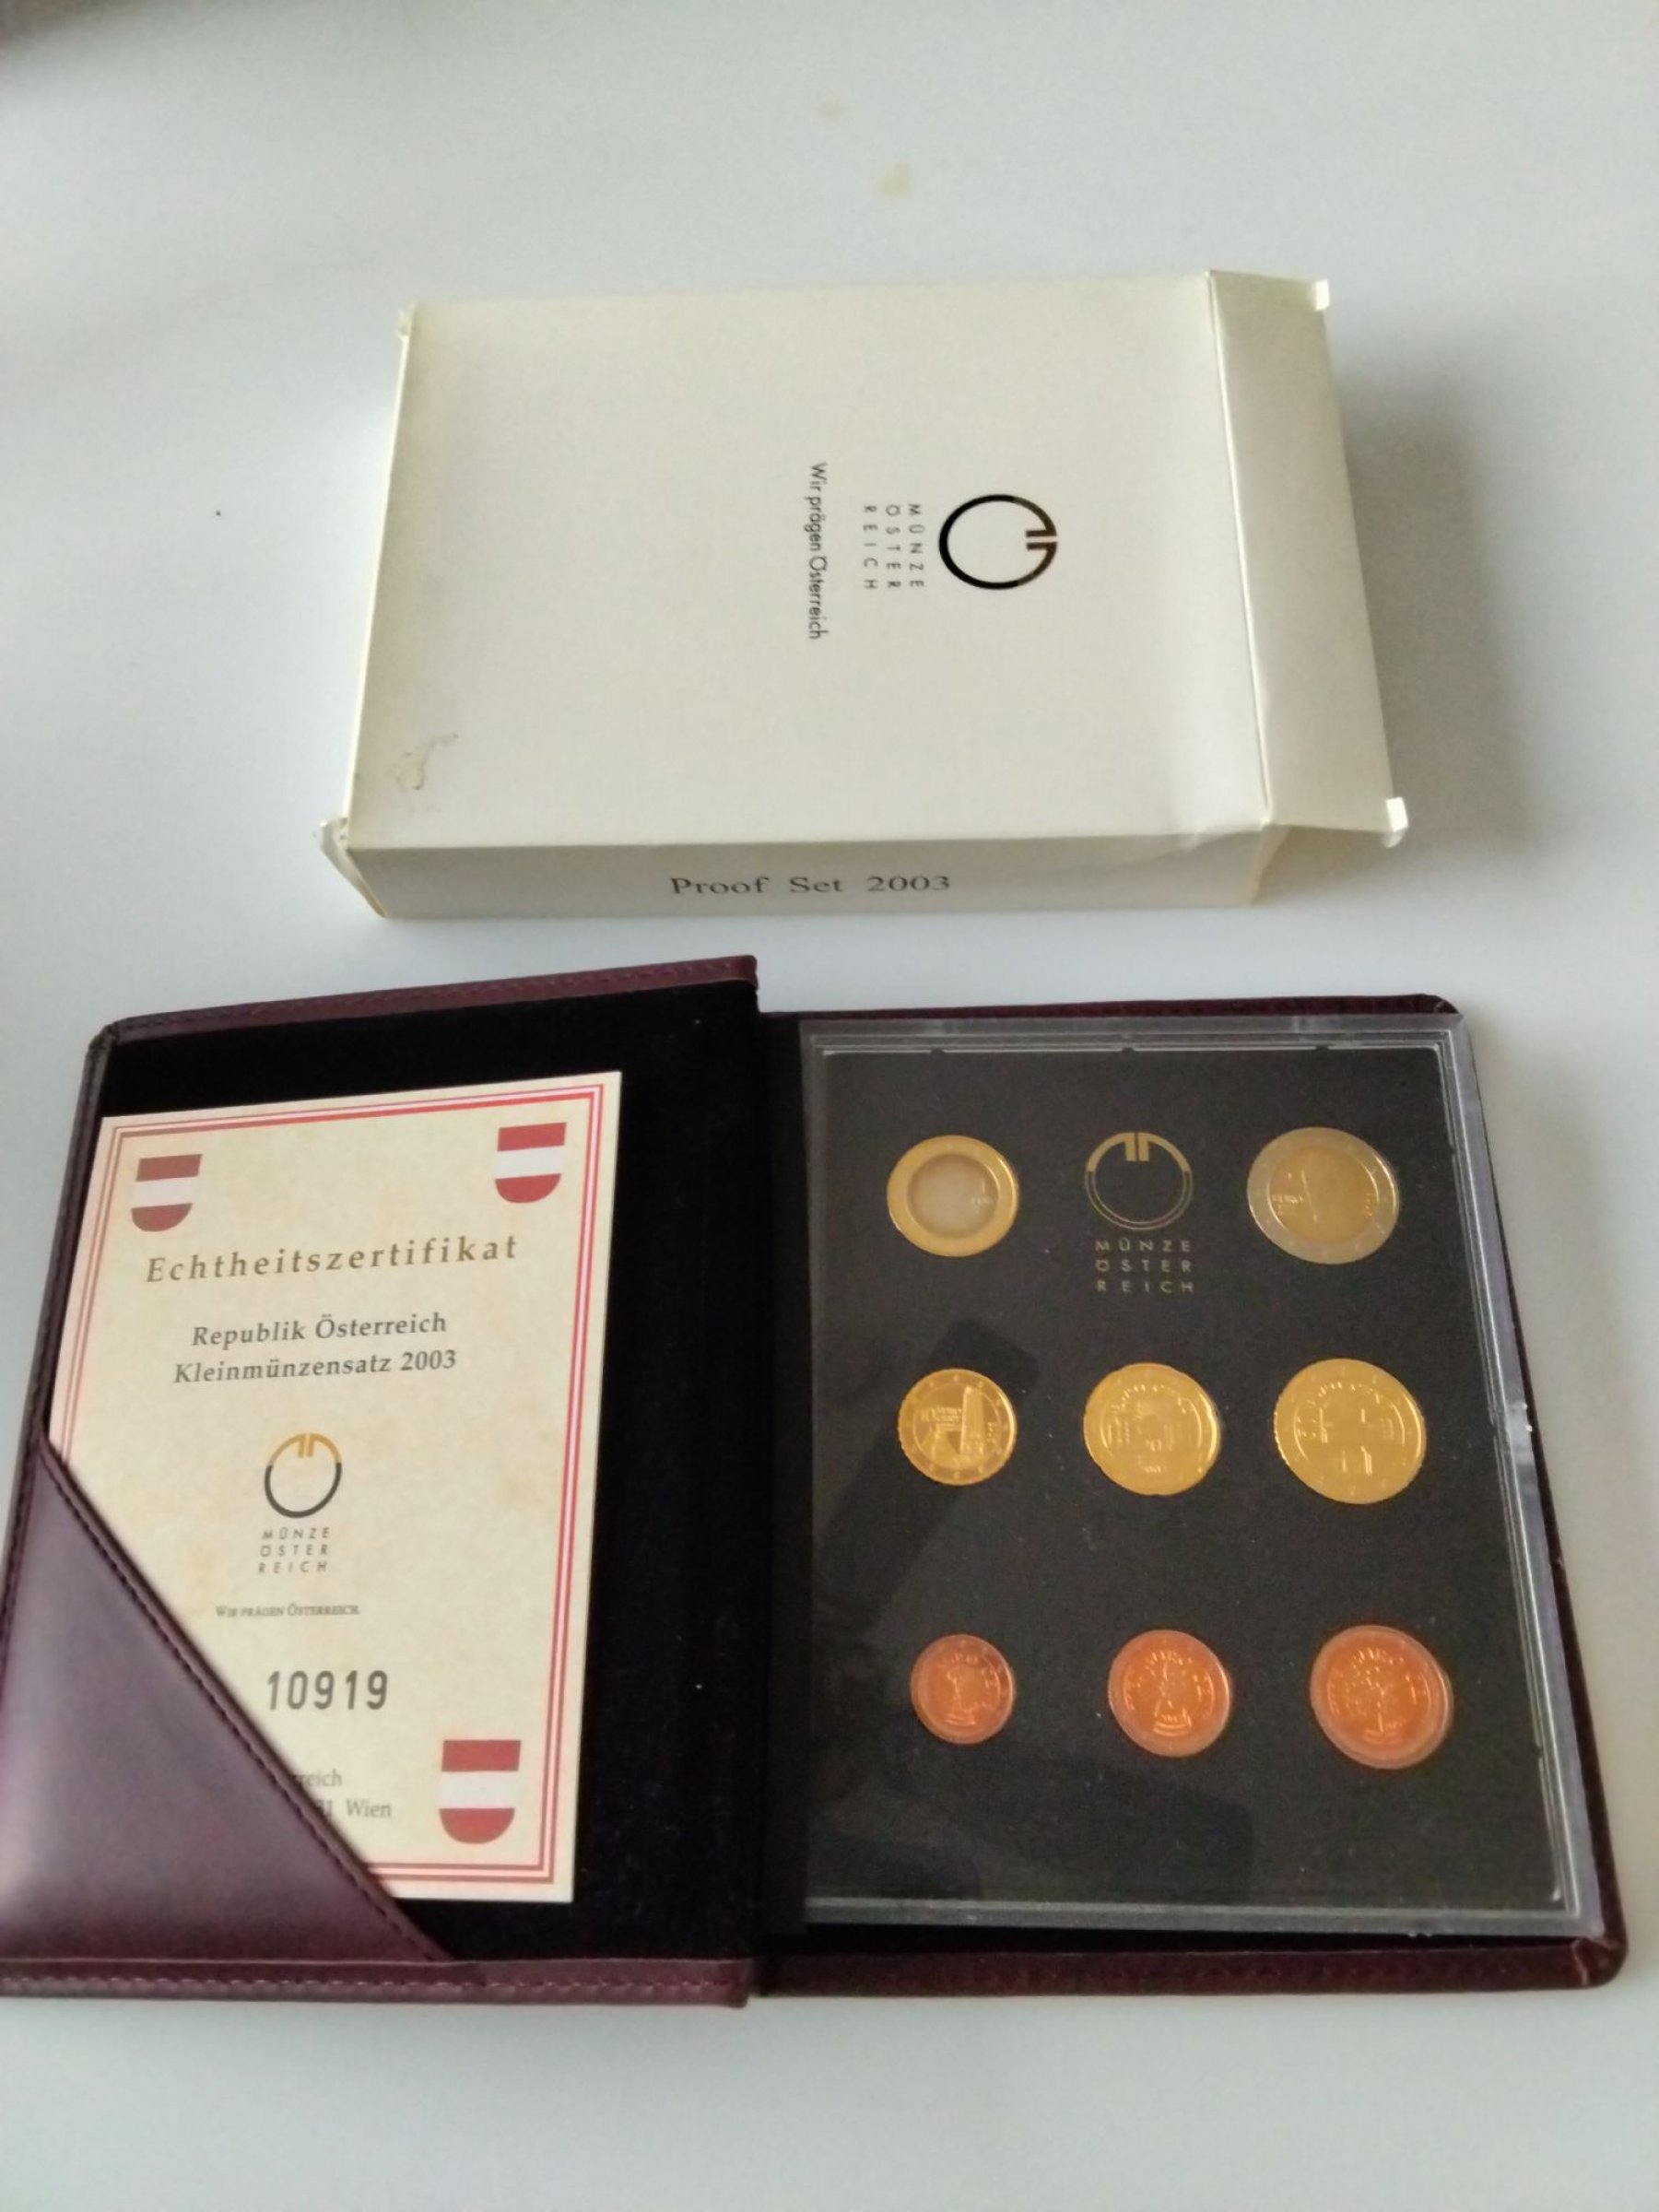 MÜNZE
ÖSTER
REICH
Wir prägen Österreich
Proof Set 2003
Echtheitszertifikat
Republik Österreich
Kleinmünzensatz 2003
MÜNZE
ÖSTER
REICH
WIR PRÄGEN ÖSTERREICH.
10919
reich
Wien
MÜNZE
ÖSTER
REICH